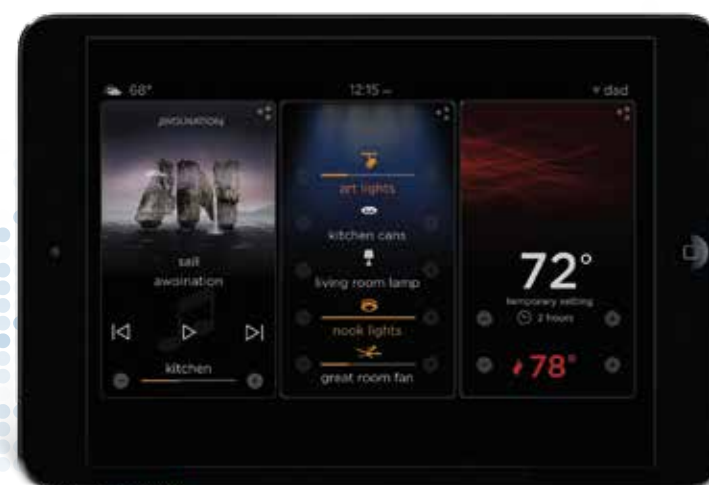 68°
12:15
dad
AWOLNATION
sail
awolnation
kitchen
art lights
kitchen cans
living room lamp
nook lights
great room fan
72°
temporary setting
2 hours
78°